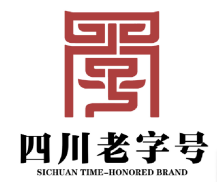 四川老字号
SICHUAN TIME-HONORED BRAND